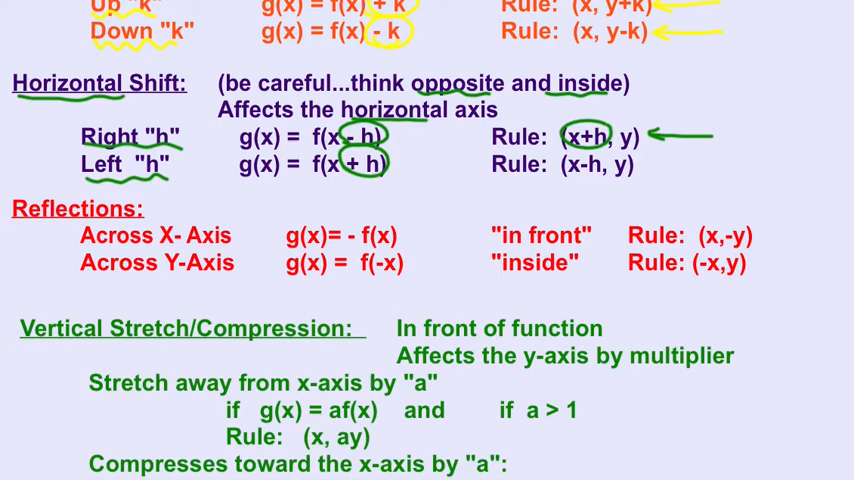 Up "k" g(x) = f(x) + k Rule: (x, y+k)
Down "k" g(x) = f(x) - k Rule: (x, y-k)
Horizontal Shift: (be careful...think opposite and inside)
Affects the horizontal axis
Right "h" g(x) = f(x - h) Rule: (x+h, y)
Left "h" g(x) = f(x + h) Rule: (x-h, y)
Reflections:
Across X- Axis g(x)= - f(x) "in front" Rule: (x,-y)
Across Y-Axis g(x) = f(-x) "inside" Rule: (-x,y)
Vertical Stretch/Compression: In front of function
Affects the y-axis by multiplier
Stretch away from x-axis by "a"
if g(x) = af(x) and if a > 1
Rule: (x, ay)
Compresses toward the x-axis by "a":